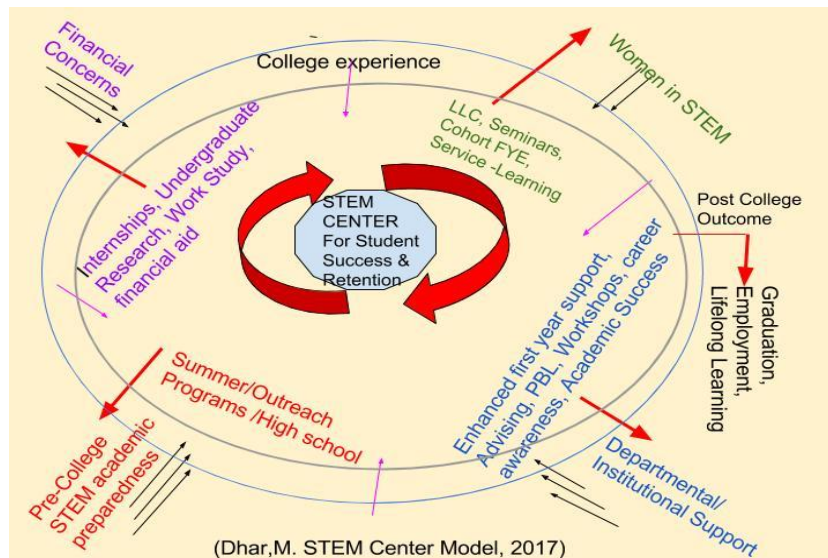 Financial
Concerns
College experience
Women in STEM
LLC, Seminars,
Cohort FYE,
Service -Learning
Internships, Undergraduate
Research, Work Study,
financial aid
STEM
CENTER
For Student
Success &
Retention
Post College
Outcome
Graduation,
Employment,
Lifelong Learning
Enhanced first year support,
Advising, PBL, Workshops, career
awareness, Academic Success
Summer/Outreach
Programs /High school
Pre-College
STEM academic
preparedness
Departmental/
Institutional Support
(Dhar,M. STEM Center Model, 2017)